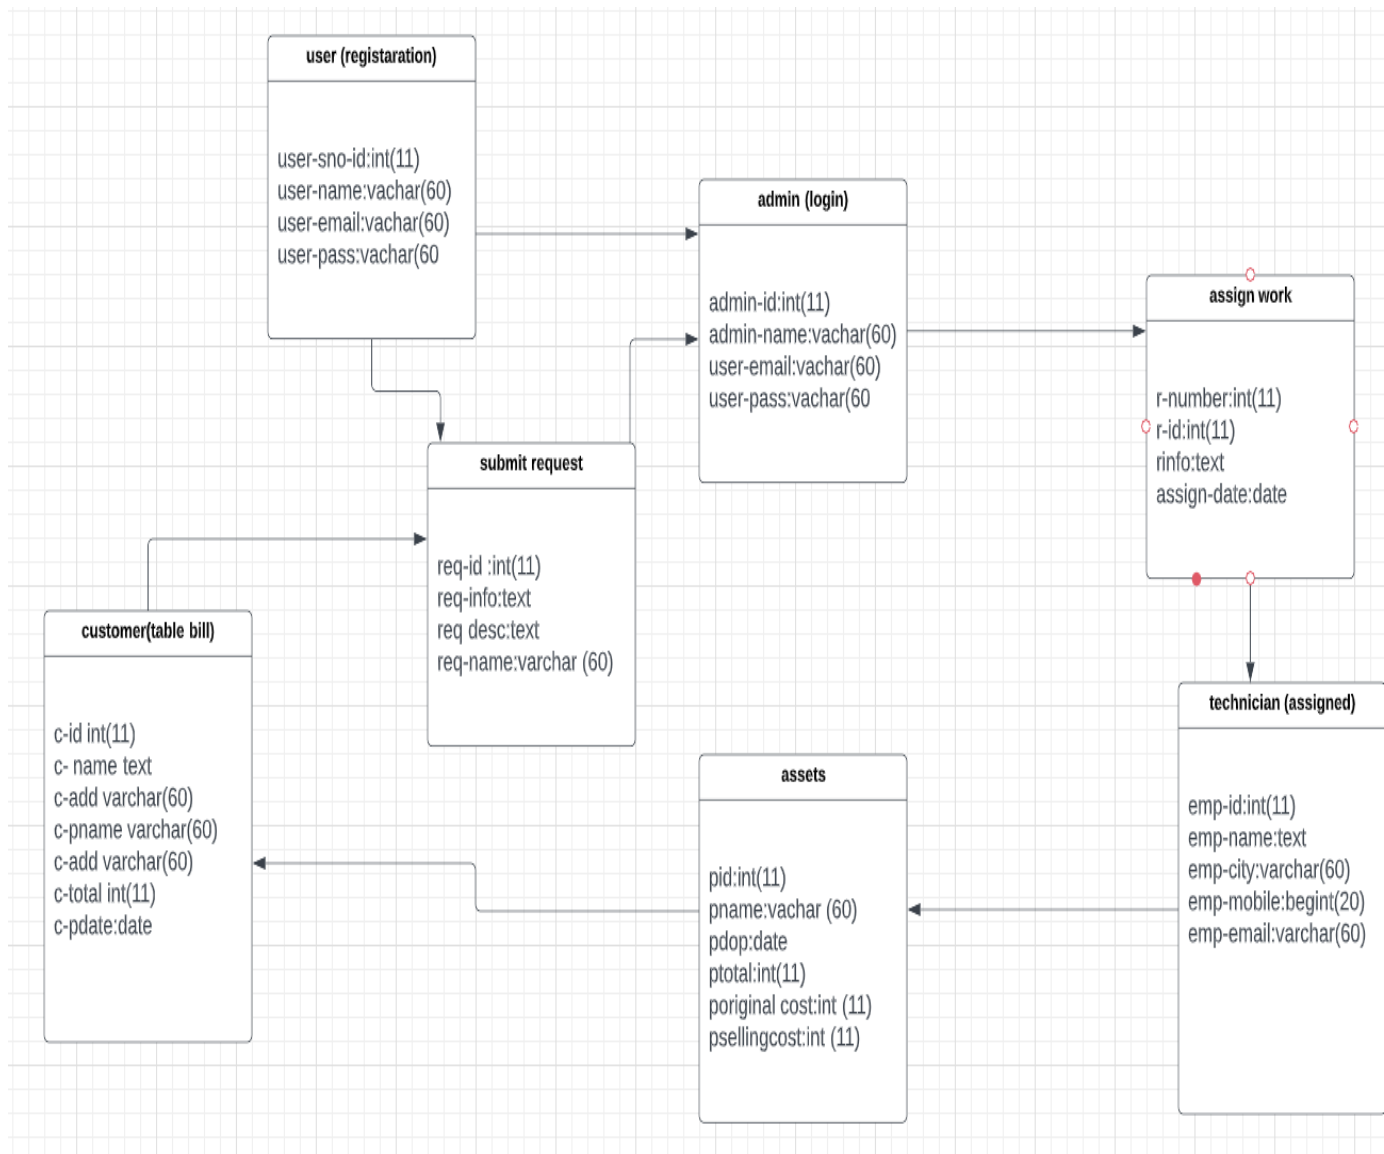 user (registaration)
user-sno-id:int(11)
user-name:vachar(60)
user-email:vachar(60)
user-pass:vachar(60
admin (login)
admin-id:int(11)
admin-name:vachar(60)
user-email:vachar(60)
user-pass:vachar(60
assign work
r-number:int(11)
r-id:int(11)
rinfo:text
assign-date:date
submit request
req-id :int(11)
req-info:text
req desc:text
req-name:varchar (60)
customer(table bill)
c-id int(11)
c- name text
c-add varchar(60)
c-pname varchar(60)
c-add varchar(60)
c-total int(11)
c-pdate:date
assets
pid:int(11)
pname:vachar (60)
pdop:date
ptotal:int(11)
poriginal cost:int (11)
psellingcost:int (11)
technician (assigned)
emp-id:int(11)
emp-name:text
emp-city:varchar(60)
emp-mobile:begint(20)
emp-email:varchar(60)